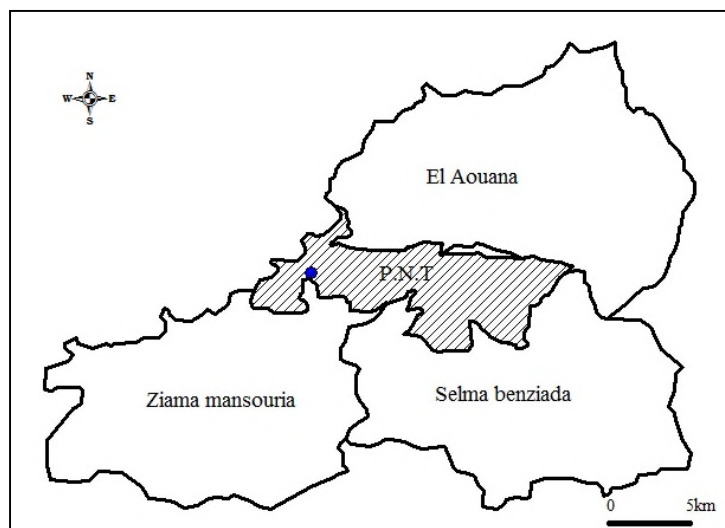 N
W E
S
El Aouana
P.N.T
Ziama mansouria
Selma benziada
0 5km